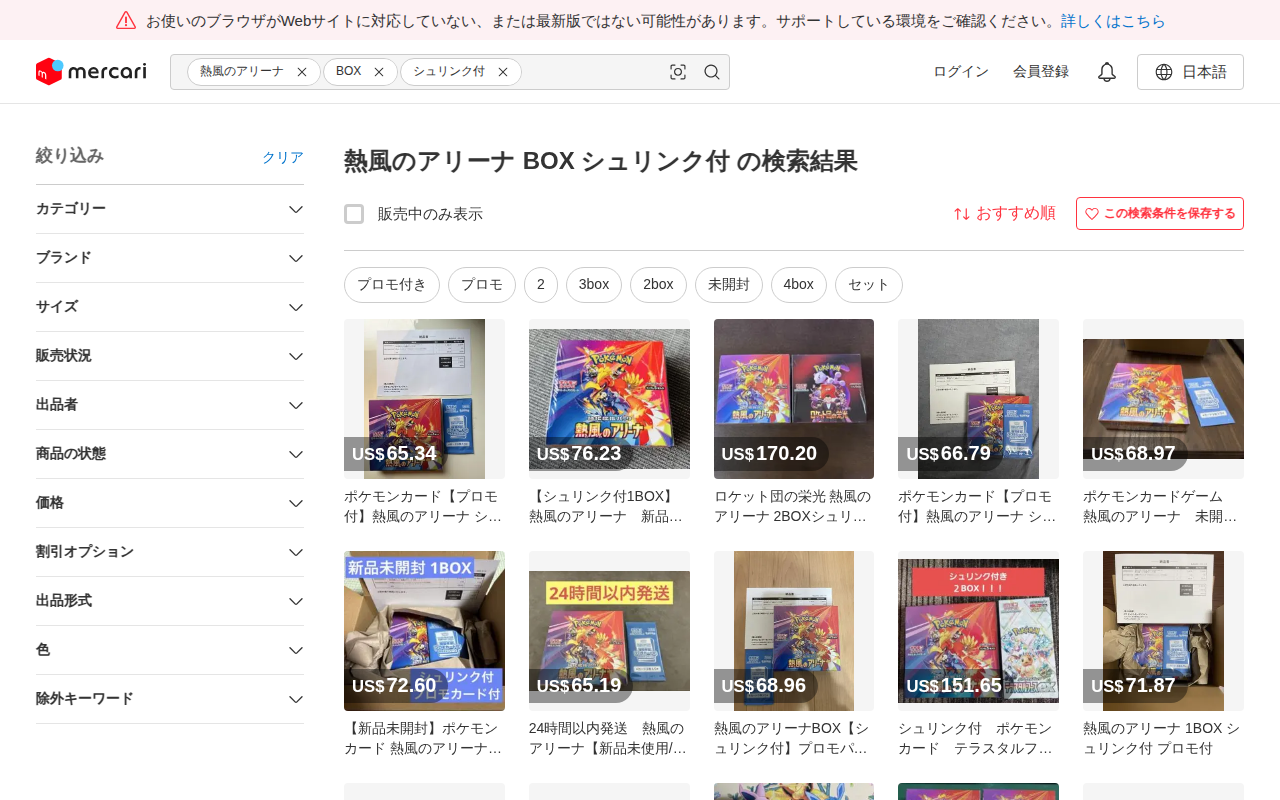 お使いのブラウザがWebサイトに対応していない、または最新版ではない可能性があります。サポートしている環境をご確認ください。詳しくはこちら
mercari
熱風のアリーナ
BOX
シュリンク付
ログイン
会員登録
日本語
絞り込み
クリア
カテゴリー
ブランド
サイズ
販売状況
出品者
商品の状態
価格
割引オプション
出品形式
色
除外キーワード
熱風のアリーナ BOX シュリンク付 の検索結果
販売中のみ表示
おすすめ順
この検索条件を保存する
プロモ付き
プロモ
2
3box
2box
未開封
4box
セット
US$65.34
ポケモンカード【プロモ
付】熱風のアリーナ シ…
Pokémon
熱風のアリーナ
US$76.23
【シュリンク付1BOX】
熱風のアリーナ　新品…
US$170.20
ロケット団の栄光 熱風の
アリーナ 2BOXシュリ…
US$66.79
ポケモンカード【プロモ
付】熱風のアリーナ シ…
US$68.97
ポケモンカードゲーム
熱風のアリーナ　未開…
新品未開封 1BOX
シュリンク付
プロモカード付
US$72.60
【新品未開封】ポケモン
カード 熱風のアリーナ…
24時間以内発送
US$65.19
24時間以内発送　熱風の
アリーナ【新品未使用/…
熱風のアリーナ
US$68.96
熱風のアリーナBOX【シ
ュリンク付】プロモパ…
シュリンク付き
２BOX！！！
US$151.65
シュリンク付　ポケモン
カード　テラスタルフ…
US$71.87
熱風のアリーナ 1BOX シ
ュリンク付 プロモ付